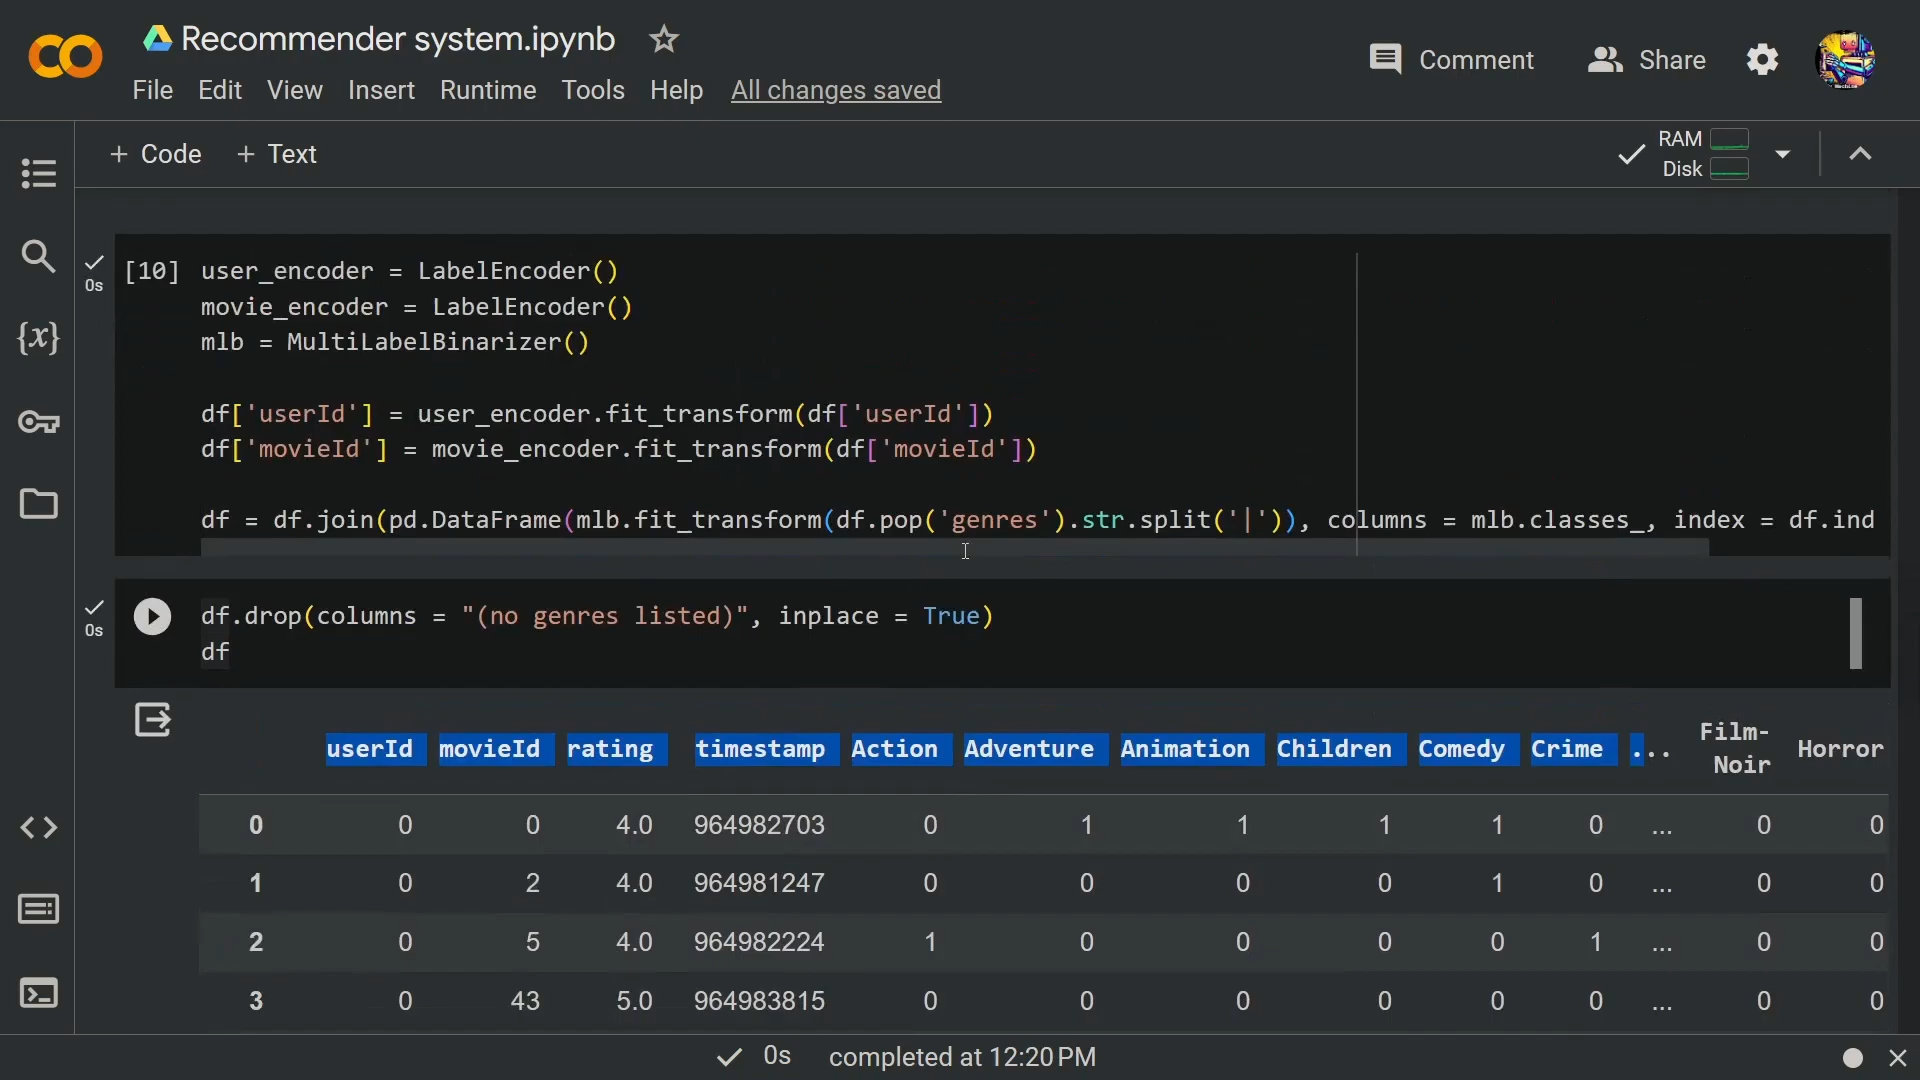 Recommender system.ipynb
Comment
Share
File Edit View Insert Runtime Tools Help All changes saved
+ Code + Text
RAM
Disk
{x}
0s
[10] user_encoder = LabelEncoder()
movie_encoder = LabelEncoder()
mlb = MultiLabelBinarizer()
df['userId'] = user_encoder.fit_transform(df['userId'])
df['movieId'] = movie_encoder.fit_transform(df['movieId'])
df = df.join(pd.DataFrame(mlb.fit_transform(df.pop('genres').str.split('|')), columns = mlb.classes_, index = df.ind
0s
df.drop(columns = "(no genres listed)", inplace = True)
df
userId movieId rating timestamp Action Adventure Animation Children Comedy Crime ... Film-Noir Horror
0 0 0 4.0 964982703 0 1 1 1 1 0 ... 0 0
1 0 2 4.0 964981247 0 0 0 0 1 0 ... 0 0
2 0 5 4.0 964982224 1 0 0 0 0 1 ... 0 0
3 0 43 5.0 964983815 0 0 0 0 0 0 ... 0 0
0s completed at 12:20 PM